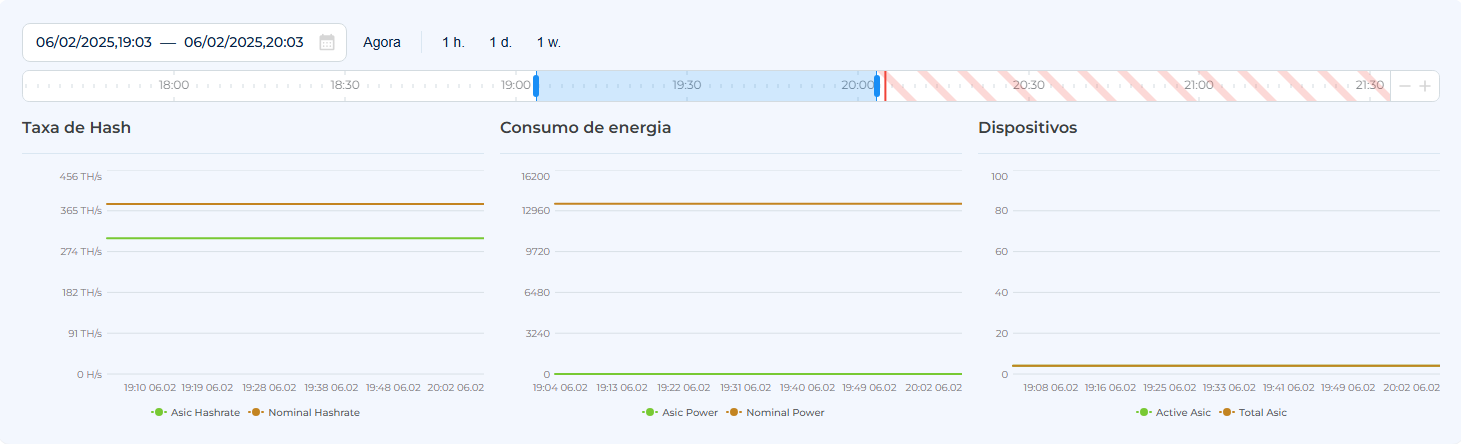 06/02/2025,19:03 — 06/02/2025,20:03 Agora 1 h. 1 d. 1 w.
18:00 18:30 19:00 19:30 20:00 20:30 21:00 21:30
Taxa de Hash
456 TH/s
365 TH/s
274 TH/s
182 TH/s
91 TH/s
0 H/s
19:10 06.02 19:19 06.02 19:28 06.02 19:38 06.02 19:48 06.02 20:02 06.02
Asic Hashrate Nominal Hashrate
Consumo de energia
16200
12960
9720
6480
3240
0
19:04 06.02 19:13 06.02 19:22 06.02 19:31 06.02 19:40 06.02 19:49 06.02 20:02 06.02
Asic Power Nominal Power
Dispositivos
100
80
60
40
20
0
19:08 06.02 19:16 06.02 19:25 06.02 19:33 06.02 19:41 06.02 19:49 06.02 20:02 06.02
Active Asic Total Asic